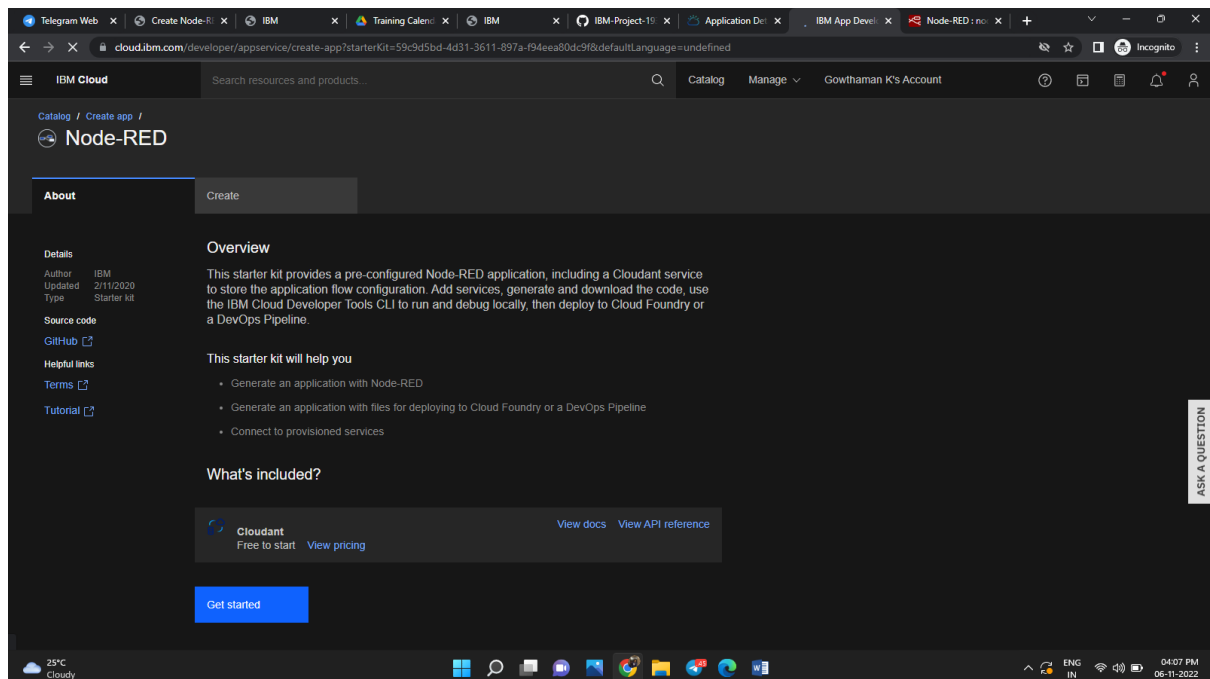 Telegram Web
Create Node-R
IBM
Training Calend
IBM
IBM-Project-19
Application Det
IBM App Devel
Node-RED : no
cloud.ibm.com/developer/appservice/create-app?starterKit=59c9d5bd-4d31-3611-897a-f94eea80dc9f&defaultLanguage=undefined
Incognito
IBM Cloud
Search resources and products...
Catalog
Manage
Gowthaman K's Account
Catalog / Create app /
Node-RED
About
Create
Details
Author IBM
Updated 2/11/2020
Type Starter kit
Source code
GitHub
Helpful links
Terms
Tutorial
Overview
This starter kit provides a pre-configured Node-RED application, including a Cloudant service
to store the application flow configuration. Add services, generate and download the code, use
the IBM Cloud Developer Tools CLI to run and debug locally, then deploy to Cloud Foundry or
a DevOps Pipeline.
This starter kit will help you
• Generate an application with Node-RED
• Generate an application with files for deploying to Cloud Foundry or a DevOps Pipeline
• Connect to provisioned services
What's included?
Cloudant
Free to start View pricing
View docs View API reference
Get started
ASK A QUESTION
25°C
Cloudy
45
ENG
IN
04:07 PM
06-11-2022